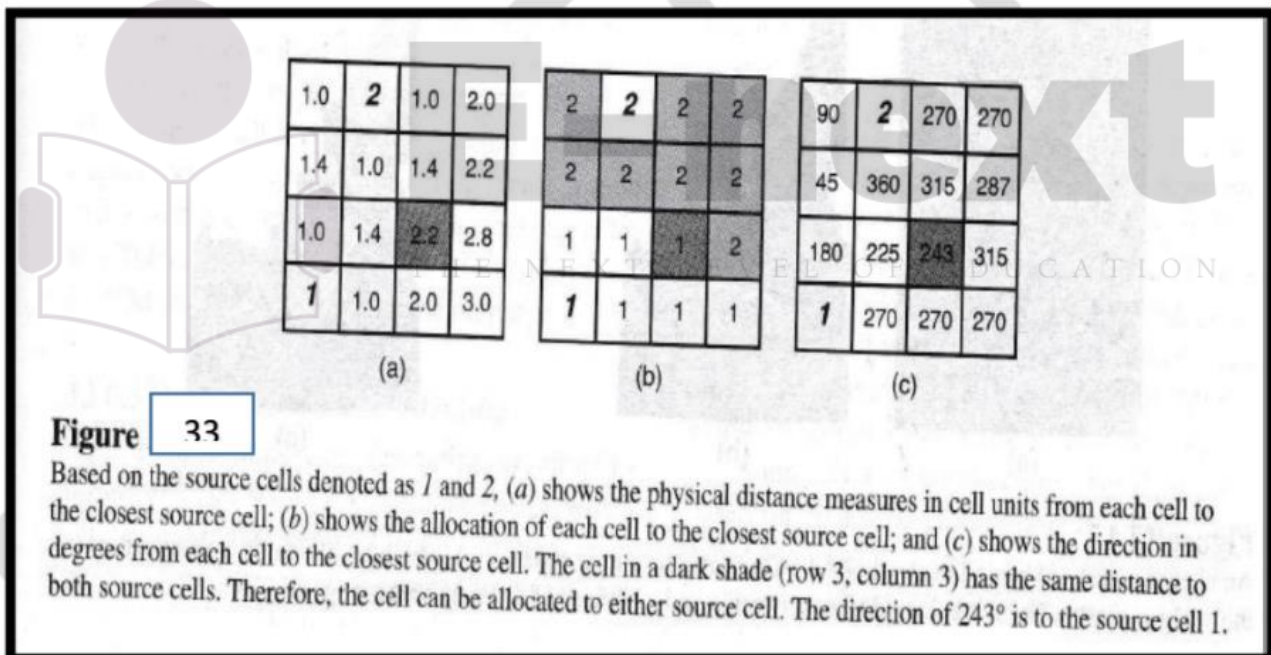 E-next
THE NEXT LEVEL OF EDUCATION
1.0 2 1.0 2.0
1.4 1.0 1.4 2.2
1.0 1.4 2.2 2.8
1 1.0 2.0 3.0
(a)
2 2 2 2
2 2 2 2
1 1 1 2
1 1 1 1
(b)
90 2 270 270
45 360 315 287
180 225 243 315
1 270 270 270
(c)
Figure 33
Based on the source cells denoted as 1 and 2, (a) shows the physical distance measures in cell units from each cell to
the closest source cell; (b) shows the allocation of each cell to the closest source cell; and (c) shows the direction in
degrees from each cell to the closest source cell. The cell in a dark shade (row 3, column 3) has the same distance to
both source cells. Therefore, the cell can be allocated to either source cell. The direction of 243° is to the source cell 1.